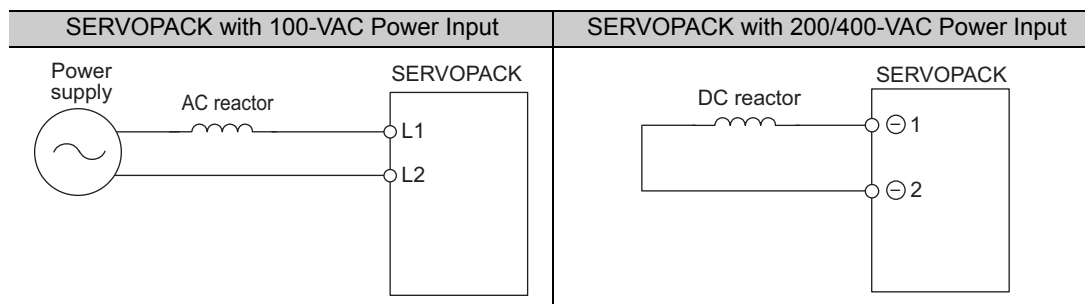 SERVOPACK with 100-VAC Power Input
SERVOPACK with 200/400-VAC Power Input
Power
supply
AC reactor
SERVOPACK
L1
L2
DC reactor
SERVOPACK
⊖ 1
⊖ 2